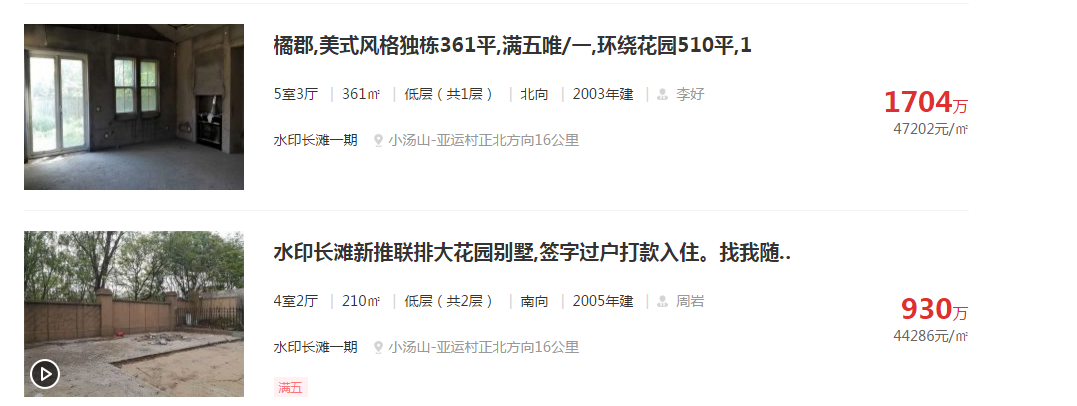 橘郡,美式风格独栋361平,满五唯/一,环绕花园510平,1
5室3厅 | 361㎡ | 低层（共1层） | 北向 | 2003年建 | 李好
1704万
47202元/㎡
水印长滩一期 小汤山-亚运村正北方向16公里
水印长滩新推联排大花园别墅,签字过户打款入住。找我随..
4室2厅 | 210㎡ | 低层（共2层） | 南向 | 2005年建 | 周岩
930万
44286元/㎡
水印长滩一期 小汤山-亚运村正北方向16公里
满五